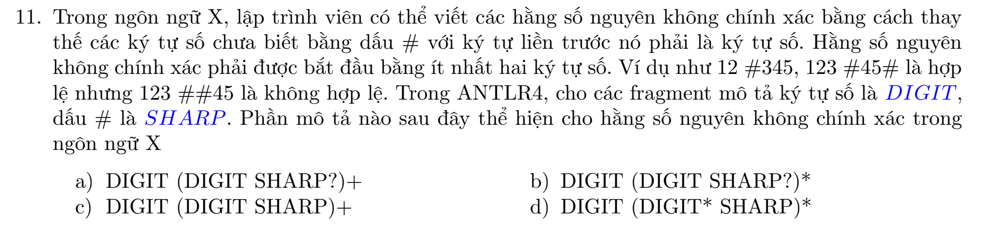 11. Trong ngôn ngữ X, lập trình viên có thể viết các hằng số nguyên không chính xác bằng cách thay
thế các ký tự số chưa biết bằng dấu # với ký tự liền trước nó phải là ký tự số. Hằng số nguyên
không chính xác phải được bắt đầu bằng ít nhất hai ký tự số. Ví dụ như 12 #345, 123 #45# là hợp
lệ nhưng 123 ##45 là không hợp lệ. Trong ANTLR4, cho các fragment mô tả ký tự số là DIGIT,
dấu # là SHARP. Phần mô tả nào sau đây thể hiện cho hằng số nguyên không chính xác trong
ngôn ngữ X
a) DIGIT (DIGIT SHARP?)+ b) DIGIT (DIGIT SHARP?)*
c) DIGIT (DIGIT SHARP)+ d) DIGIT (DIGIT* SHARP)*